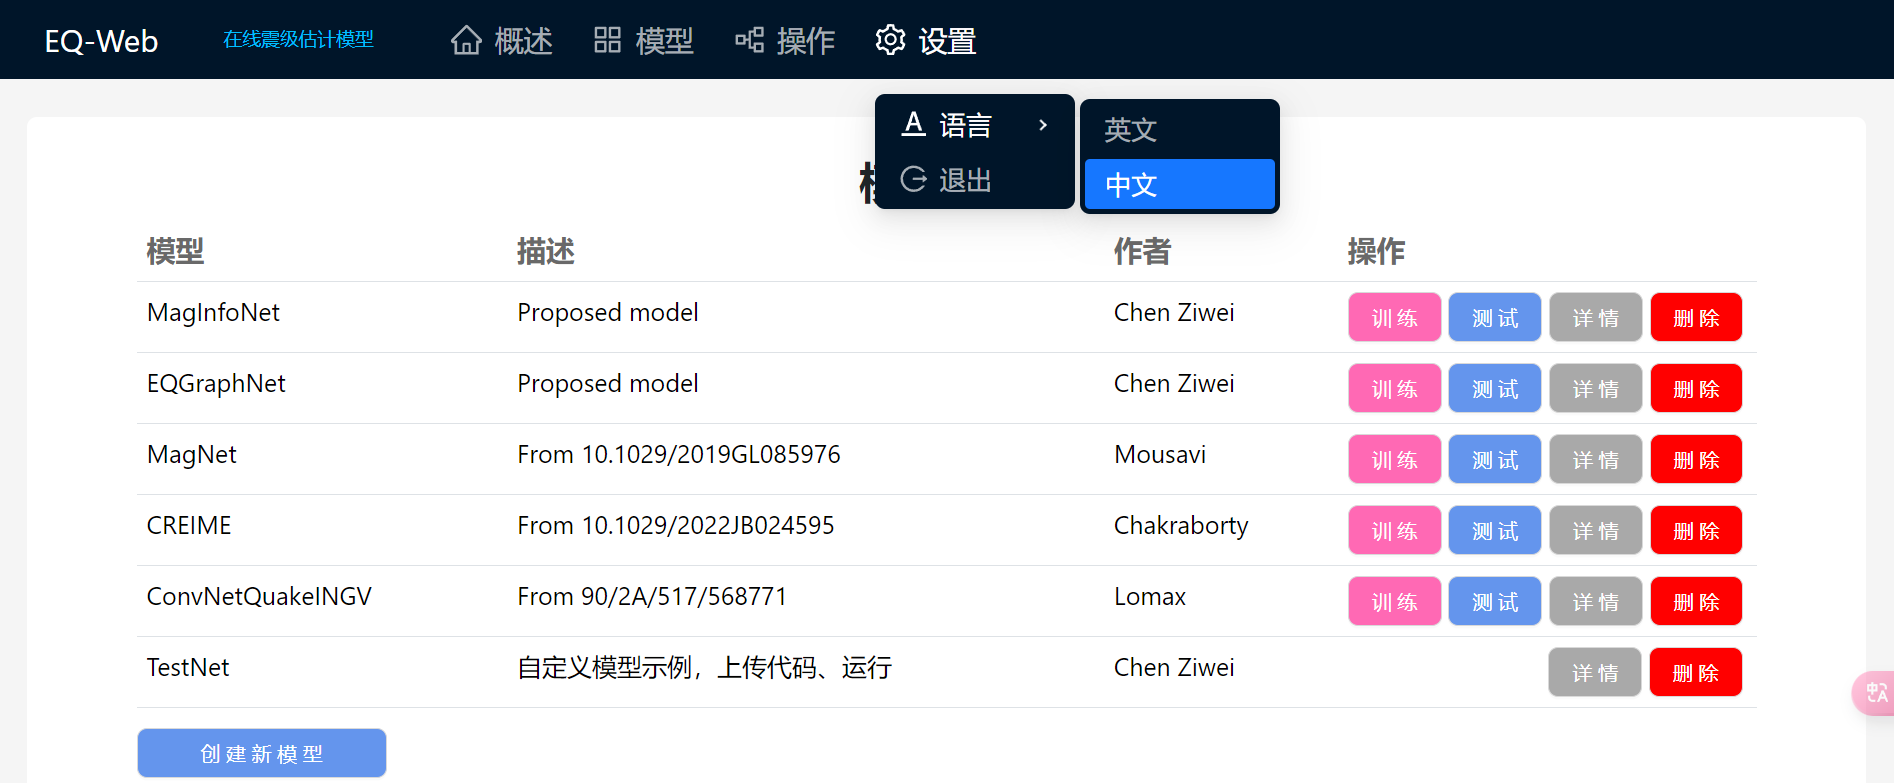 EQ-Web 在线震级估计模型 概述 模型 操作 设置
语言
退出
英文
中文
模型 描述 作者 操作
MagInfoNet Proposed model Chen Ziwei 训练 测试 详情 删除
EQGraphNet Proposed model Chen Ziwei 训练 测试 详情 删除
MagNet From 10.1029/2019GL085976 Mousavi 训练 测试 详情 删除
CREIME From 10.1029/2022JB024595 Chakraborty 训练 测试 详情 删除
ConvNetQuakeINGV From 90/2A/517/568771 Lomax 训练 测试 详情 删除
TestNet 自定义模型示例，上传代码、运行 Chen Ziwei 详情 删除
创建新模型